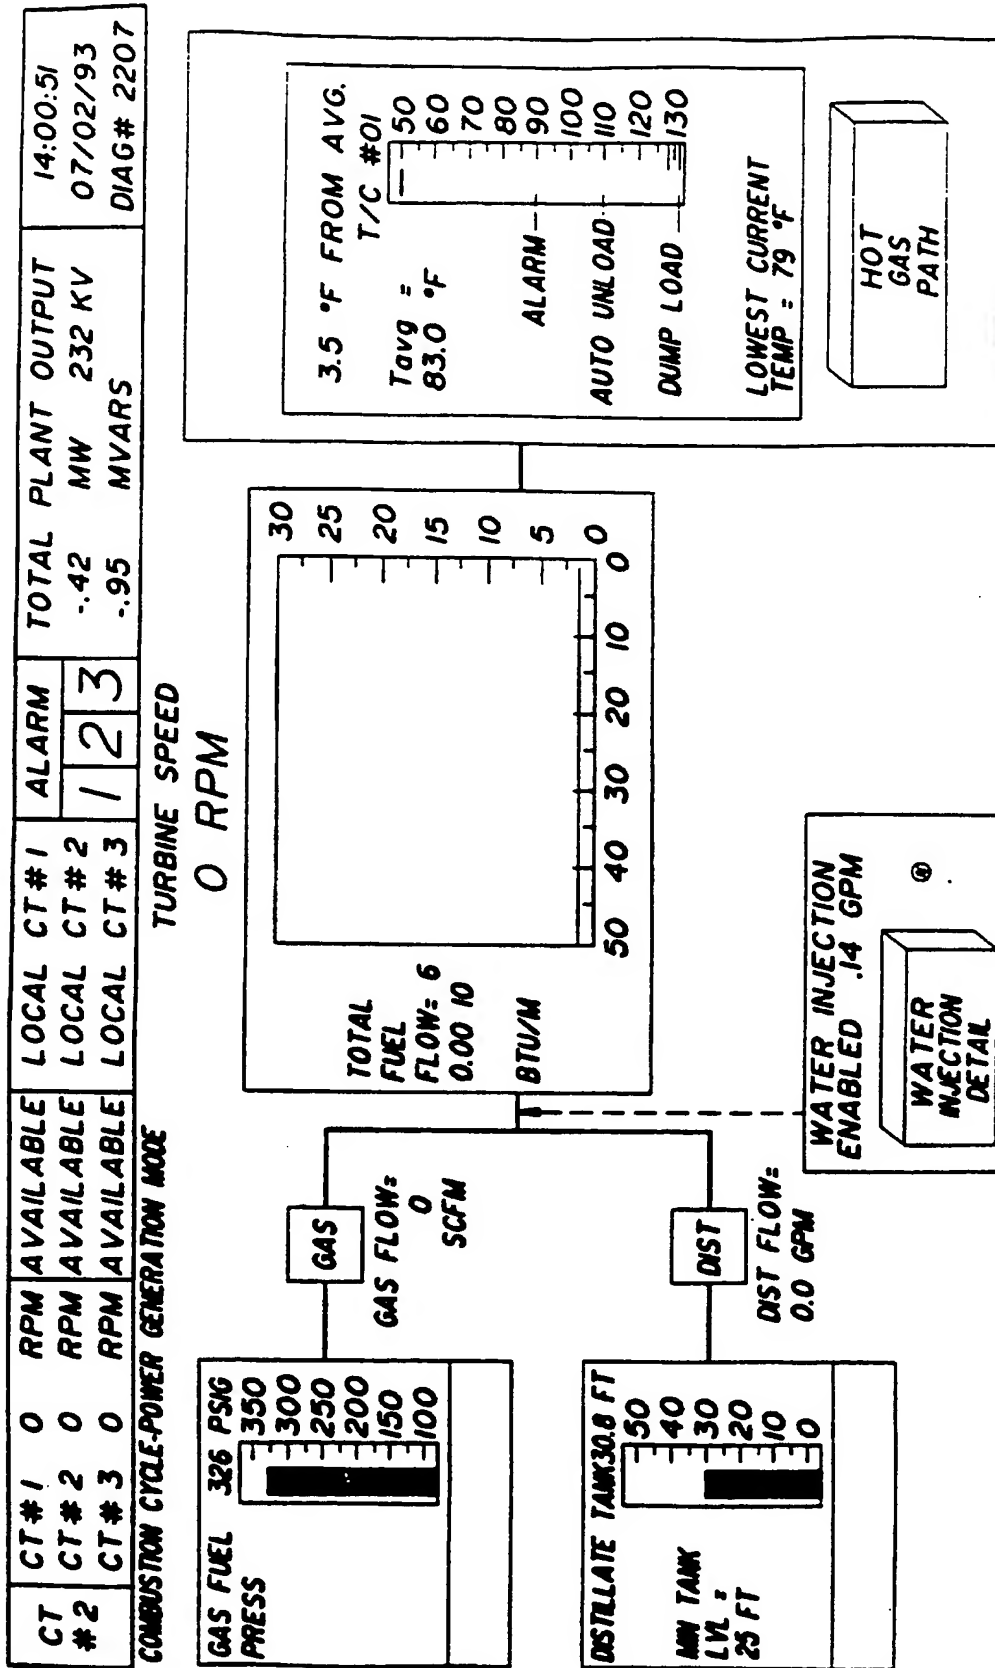 CT
#2
CT#1 0 RPM AVAILABLE LOCAL CT#1
CT#2 0 RPM AVAILABLE LOCAL CT#2
CT#3 0 RPM AVAILABLE LOCAL CT#3
ALARM
1 2 3
TOTAL PLANT OUTPUT
-.42 MW 232 KV
-.95 MVARS
14:00:51
07/02/93
DIAG# 2207
COMBUSTION CYCLE-POWER GENERATION MODE
TURBINE SPEED
0 RPM
GAS FUEL 326 PSIG
PRESS
350
300
250
200
150
100
GAS
GAS FLOW=
0
SCFM
DISTILLATE TANK 30.8 FT
MIN TANK
LVL =
25 FT
50
40
30
20
10
0
DIST
DIST FLOW=
0.0 GPM
TOTAL
FUEL
FLOW= 6
0.00 10
BTU/M
30
25
20
15
10
5
0
50 40 30 20 10 0
WATER INJECTION
ENABLED .14 GPM
WATER
INJECTION
DETAIL
3.5 °F FROM AVG.
T/C #01
Tavg =
83.0 °F
50
60
70
80
90
100
110
120
130
ALARM
AUTO UNLOAD
DUMP LOAD
LOWEST CURRENT
TEMP = 79 °F
HOT
GAS
PATH